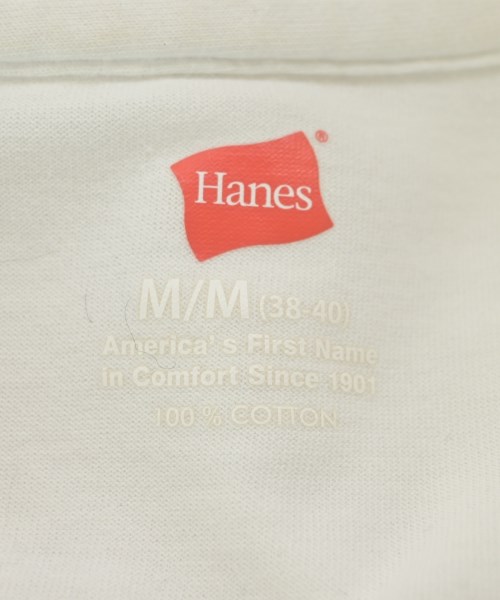 Hanes®
M/M (38-40)
America's First Name
in Comfort Since 1901
100 % COTTON